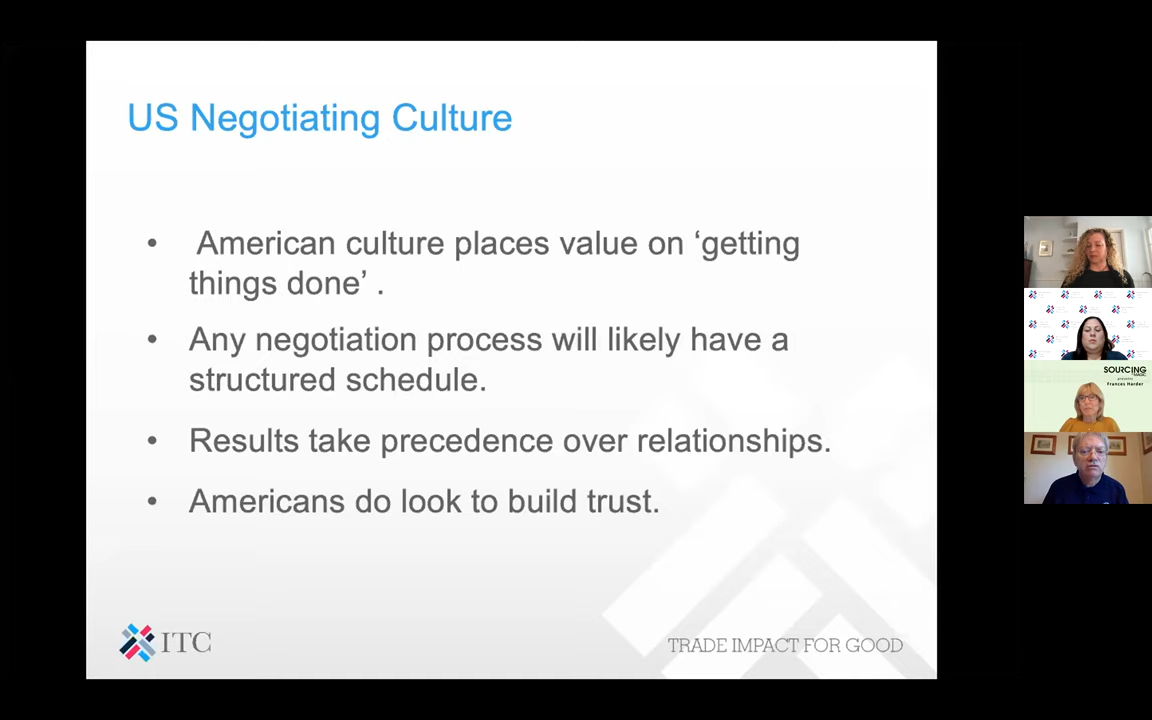 US Negotiating Culture
• American culture places value on ‘getting
things done’ .
• Any negotiation process will likely have a
structured schedule.
• Results take precedence over relationships.
• Americans do look to build trust.
ITC
TRADE IMPACT FOR GOOD
SOURCING
Frances Harder